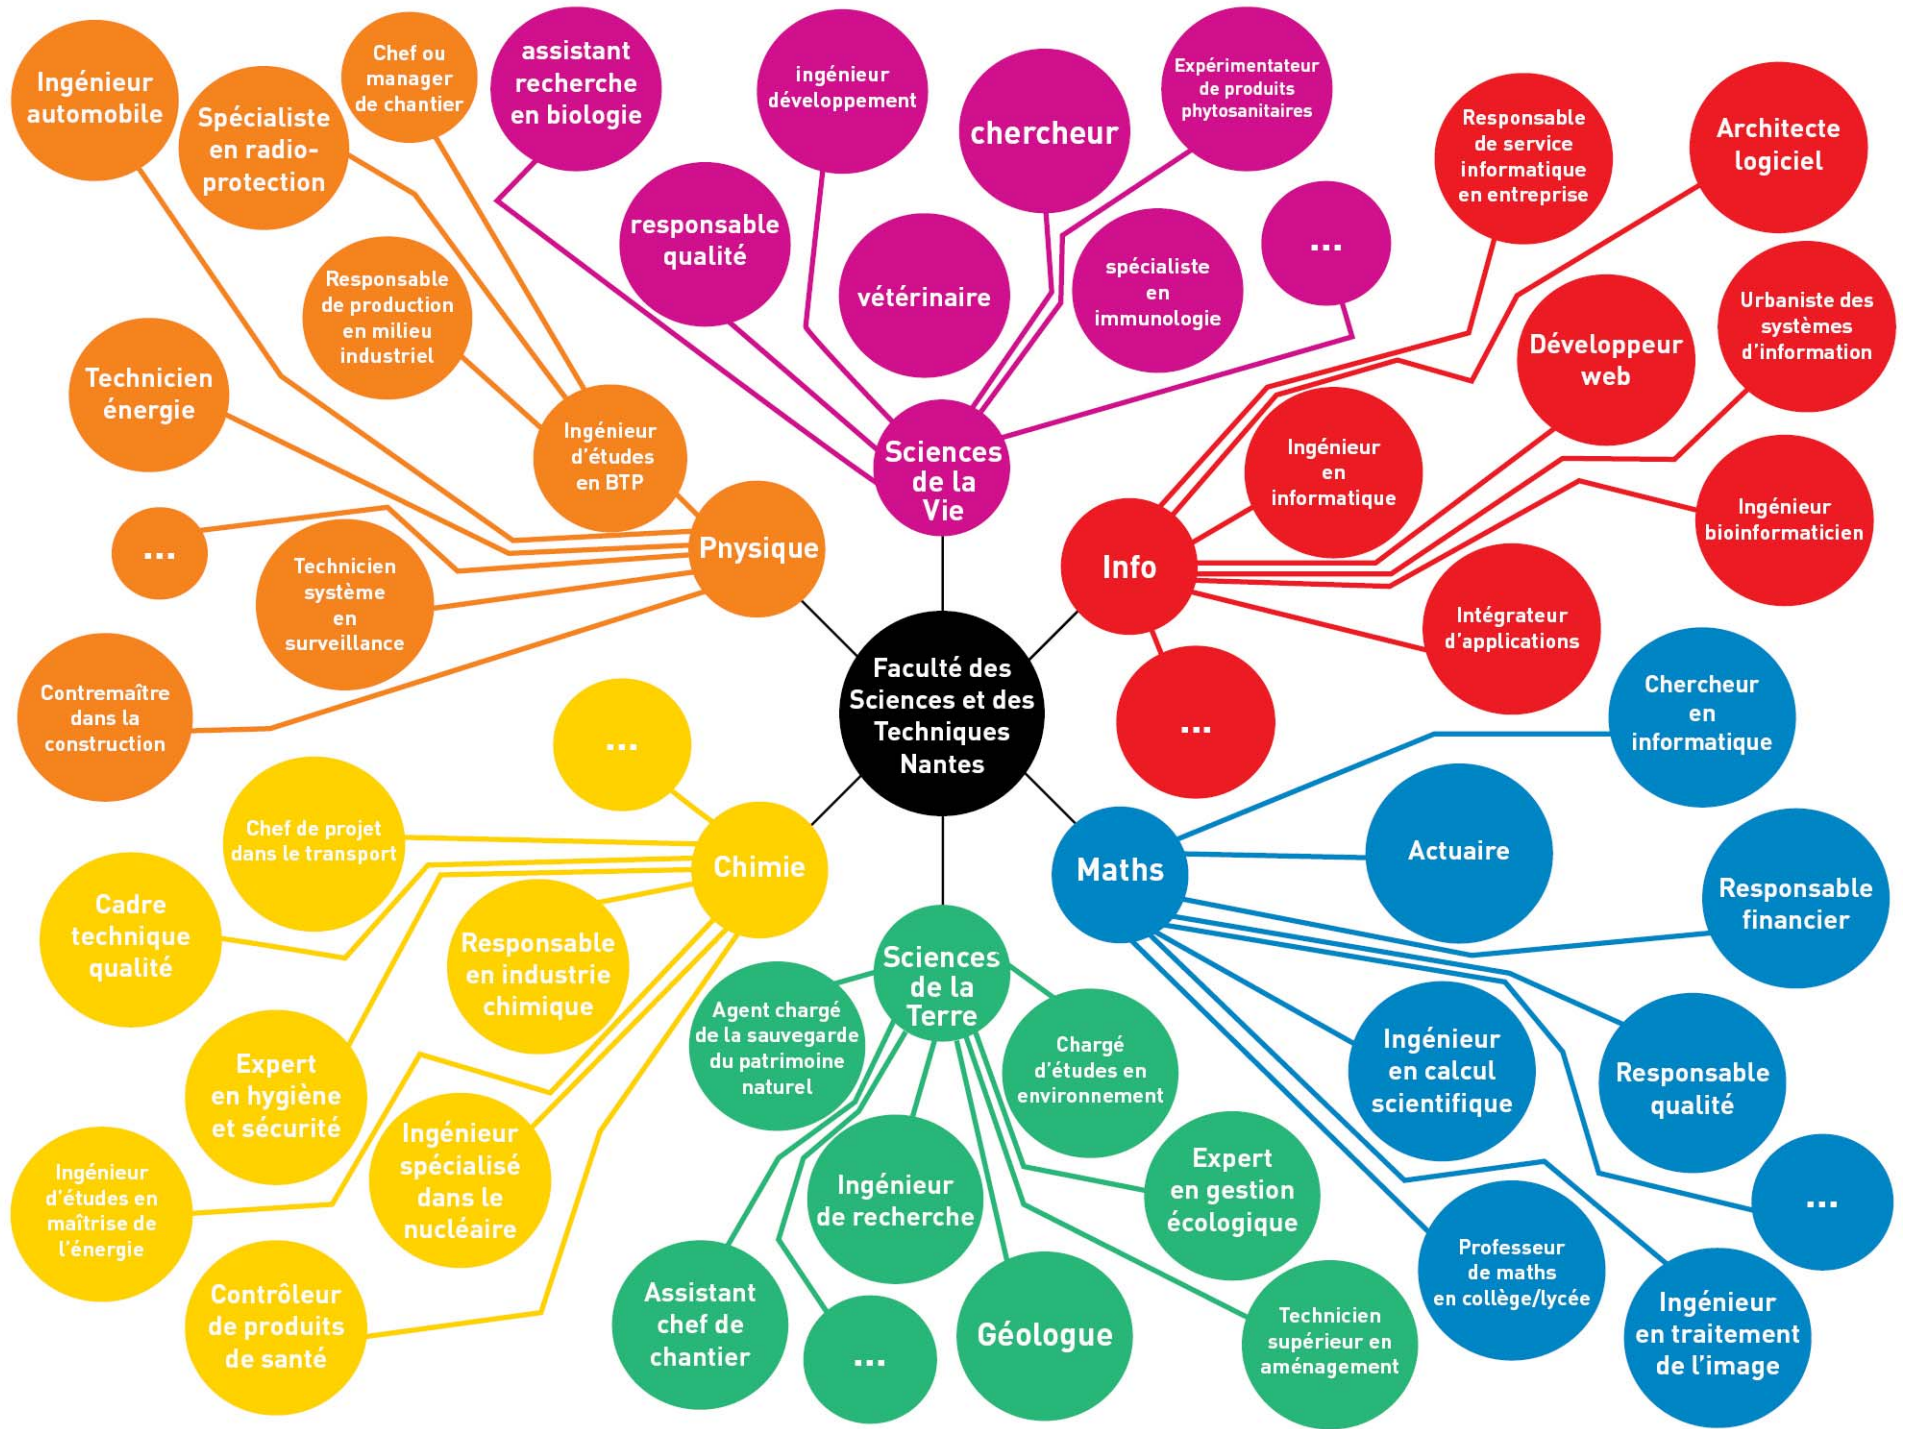 Ingénieur
automobile
Spécialiste
en radio-
protection
Chef ou
manager
de chantier
Responsable
de production
en milieu
industriel
Technicien
énergie
Ingénieur
d'études
en BTP
...
Technicien
système
en
surveillance
Contremaître
dans la
construction
Pnysique
assistant
recherche
en biologie
responsable
qualité
ingénieur
développement
vétérinaire
chercheur
Expérimentateur
de produits
phytosanitaires
spécialiste
en
immunologie
...
Sciences
de la
Vie
Responsable
de service
informatique
en entreprise
Architecte
logiciel
Développeur
web
Urbaniste des
systèmes
d'information
Ingénieur
en
informatique
Ingénieur
bioinformaticien
Intégrateur
d'applications
...
Info
Faculté des
Sciences et des
Techniques
Nantes
...
Chef de projet
dans le transport
Chimie
Cadre
technique
qualité
Responsable
en industrie
chimique
Expert
en hygiène
et sécurité
Ingénieur
spécialisé
dans le
nucléaire
Ingénieur
d'études en
maîtrise de
l'énergie
Contrôleur
de produits
de santé
Sciences
de la
Terre
Agent chargé
de la sauvegarde
du patrimoine
naturel
Chargé
d'études en
environnement
Ingénieur
de recherche
Expert
en gestion
écologique
Assistant
chef de
chantier
...
Géologue
Technicien
supérieur en
aménagement
Maths
Chercheur
en
informatique
Actuaire
Responsable
financier
Ingénieur
en calcul
scientifique
Responsable
qualité
...
Professeur
de maths
en collège/lycée
Ingénieur
en traitement
de l'image